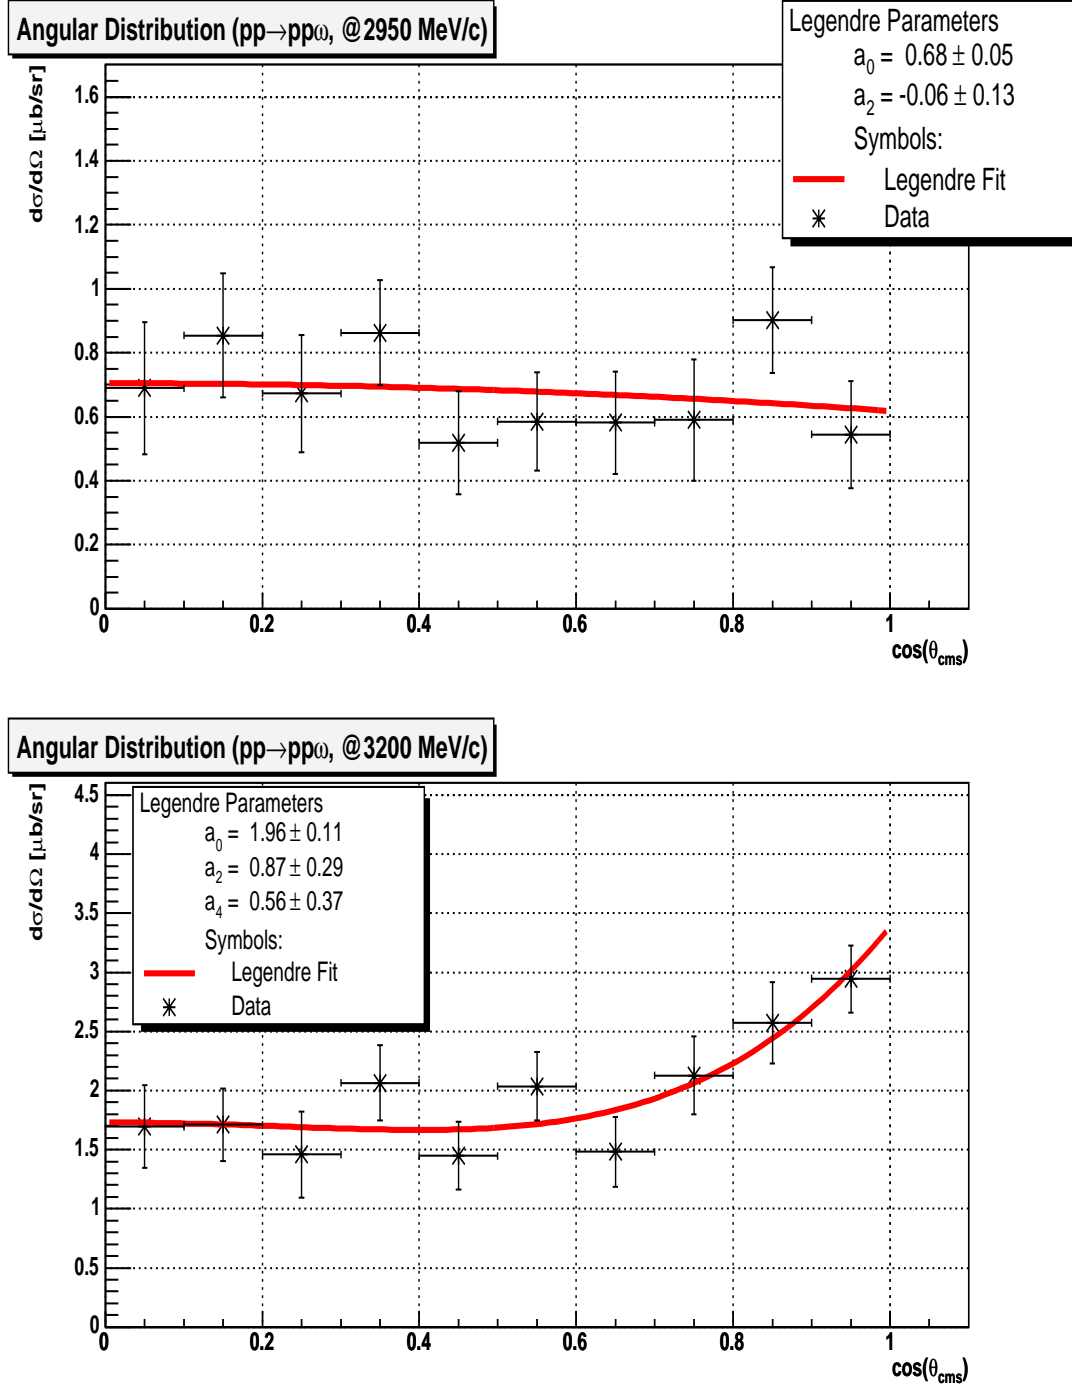 Angular Distribution (pp→ppω, @2950 MeV/c)
Legendre Parameters
a0 = 0.68 ± 0.05
a2 = -0.06 ± 0.13
Symbols:
Legendre Fit
Data
dσ/dΩ [μb/sr]
1.6
1.4
1.2
1
0.8
0.6
0.4
0.2
0
0 0.2 0.4 0.6 0.8 1
cos(θcms)
Angular Distribution (pp→ppω, @3200 MeV/c)
Legendre Parameters
a0 = 1.96 ± 0.11
a2 = 0.87 ± 0.29
a4 = 0.56 ± 0.37
Symbols:
Legendre Fit
Data
dσ/dΩ [μb/sr]
4.5
4
3.5
3
2.5
2
1.5
1
0.5
0
0 0.2 0.4 0.6 0.8 1
cos(θcms)